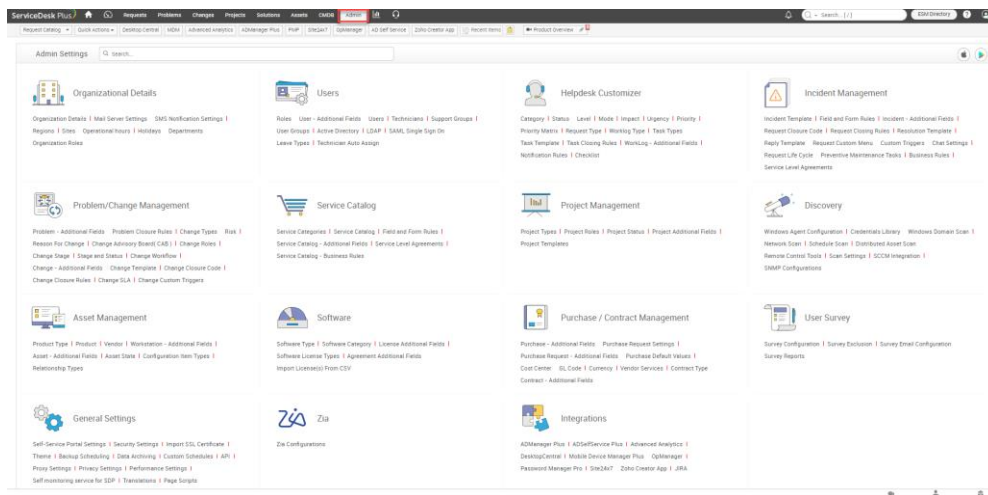 ServiceDesk Plus Requests Problems Changes Projects Solutions Assets CMDB Admin Search...[/] ESM Directory
Request Catalog Quick Actions Desktop Central MDM Advanced Analytics ADManager Plus PMP Site24x7 OpManager AD Self Service Zoho Creator App Recent Items Product Overview
Admin Settings Search...
Organizational Details
Organization Details | Mail Server Settings SMS Notification Settings |
Regions | Sites Operational hours | Holidays Departments
Organization Roles
Users
Roles User - Additional Fields Users | Technicians | Support Groups |
User Groups | Active Directory | LDAP | SAML Single Sign On
Leave Types | Technician Auto Assign
Helpdesk Customizer
Category | Status Level | Mode | Impact | Urgency | Priority |
Priority Matrix | Request Type | Worklog Type | Task Types
Task Template | Task Closing Rules | WorkLog - Additional Fields |
Notification Rules | Checklist
Incident Management
Incident Template | Field and Form Rules | Incident - Additional Fields |
Request Closure Code | Request Closing Rules | Resolution Template |
Reply Template Request Custom Menu Custom Triggers Chat Settings |
Request Life Cycle Preventive Maintenance Tasks | Business Rules |
Service Level Agreements
Problem/Change Management
Problem - Additional Fields Problem Closure Rules | Change Types Risk |
Reason For Change | Change Advisory Board( CAB ) | Change Roles |
Change Stage | Stage and Status | Change Workflow |
Change - Additional Fields Change Template | Change Closure Code |
Change Closure Rules | Change SLA | Change Custom Triggers
Service Catalog
Service Categories | Service Catalog | Field and Form Rules |
Service Catalog - Additional Fields | Service Level Agreements |
Service Catalog - Business Rules
Project Management
Project Types | Project Roles | Project Status | Project Additional Fields |
Project Templates
Discovery
Windows Agent Configuration | Credentials Library Windows Domain Scan |
Network Scan | Schedule Scan | Distributed Asset Scan
Remote Control Tools | Scan Settings | SCCM Integration |
SNMP Configurations
Asset Management
Product Type | Product | Vendor | Workstation - Additional Fields |
Asset - Additional Fields | Asset State | Configuration Item Types |
Relationship Types
Software
Software Type | Software Category | License Additional Fields |
Software License Types | Agreement Additional Fields
Import License(s) From CSV
Purchase / Contract Management
Purchase - Additional Fields Purchase Request Settings |
Purchase Request - Additional Fields Purchase Default Values |
Cost Center GL Code | Currency | Vendor Services | Contract Type
Contract - Additional Fields
User Survey
Survey Configuration | Survey Exclusion | Survey Email Configuration
Survey Reports
General Settings
Self-Service Portal Settings | Security Settings | Import SSL Certificate |
Theme | Backup Scheduling | Data Archiving | Custom Schedules | API |
Proxy Settings | Privacy Settings | Performance Settings |
Self monitoring service for SDP | Translations | Page Scripts
Zia
Zia Configurations
Integrations
ADManager Plus | ADSelfService Plus | Advanced Analytics |
DesktopCentral | Mobile Device Manager Plus OpManager |
Password Manager Pro | Site24x7 Zoho Creator App | JIRA